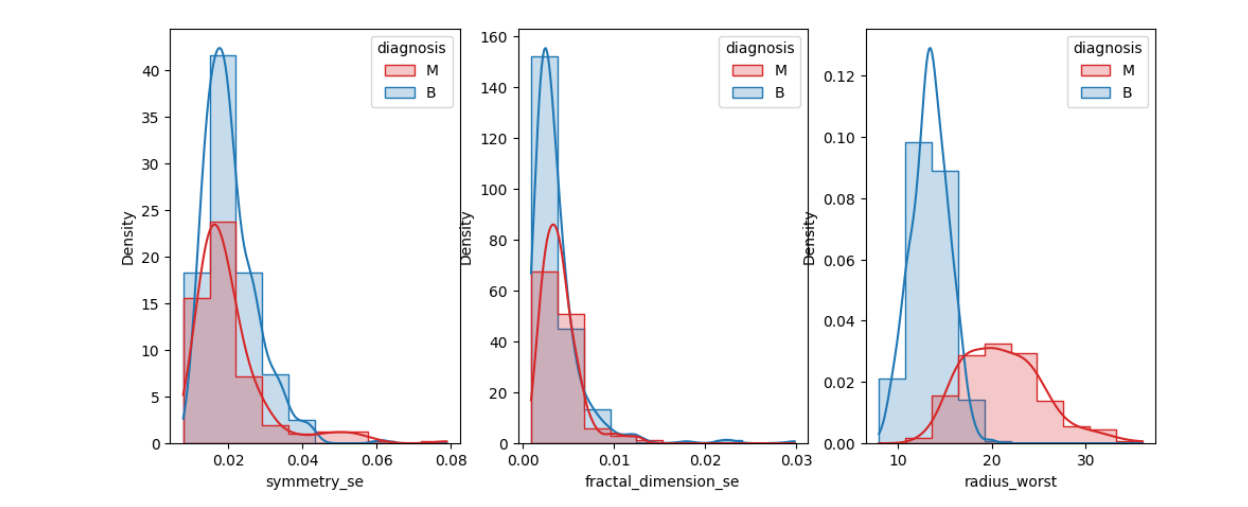 diagnosis
M
B
40
35
30
25
20
15
10
5
0
Density
0.02 0.04 0.06 0.08
symmetry_se
diagnosis
M
B
160
140
120
100
80
60
40
20
0
Density
0.00 0.01 0.02 0.03
fractal_dimension_se
diagnosis
M
B
0.12
0.10
0.08
0.06
0.04
0.02
0.00
Density
10 20 30
radius_worst